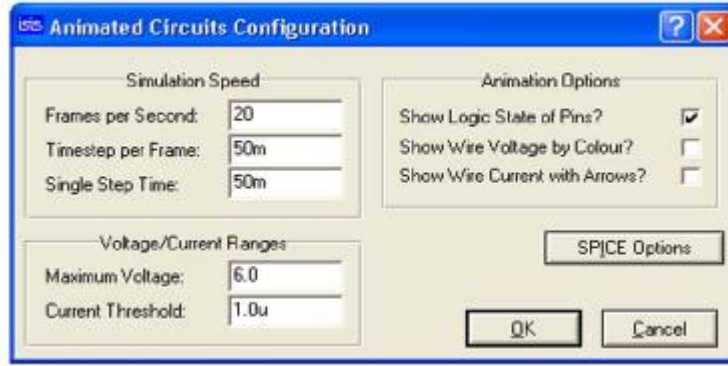 isis Animated Circuits Configuration
Simulation Speed
Frames per Second: 20
Timestep per Frame: 50m
Single Step Time: 50m
Voltage/Current Ranges
Maximum Voltage: 6.0
Current Threshold: 1.0u
Animation Options
Show Logic State of Pins?
Show Wire Voltage by Colour?
Show Wire Current with Arrows?
SPICE Options
OK
Cancel